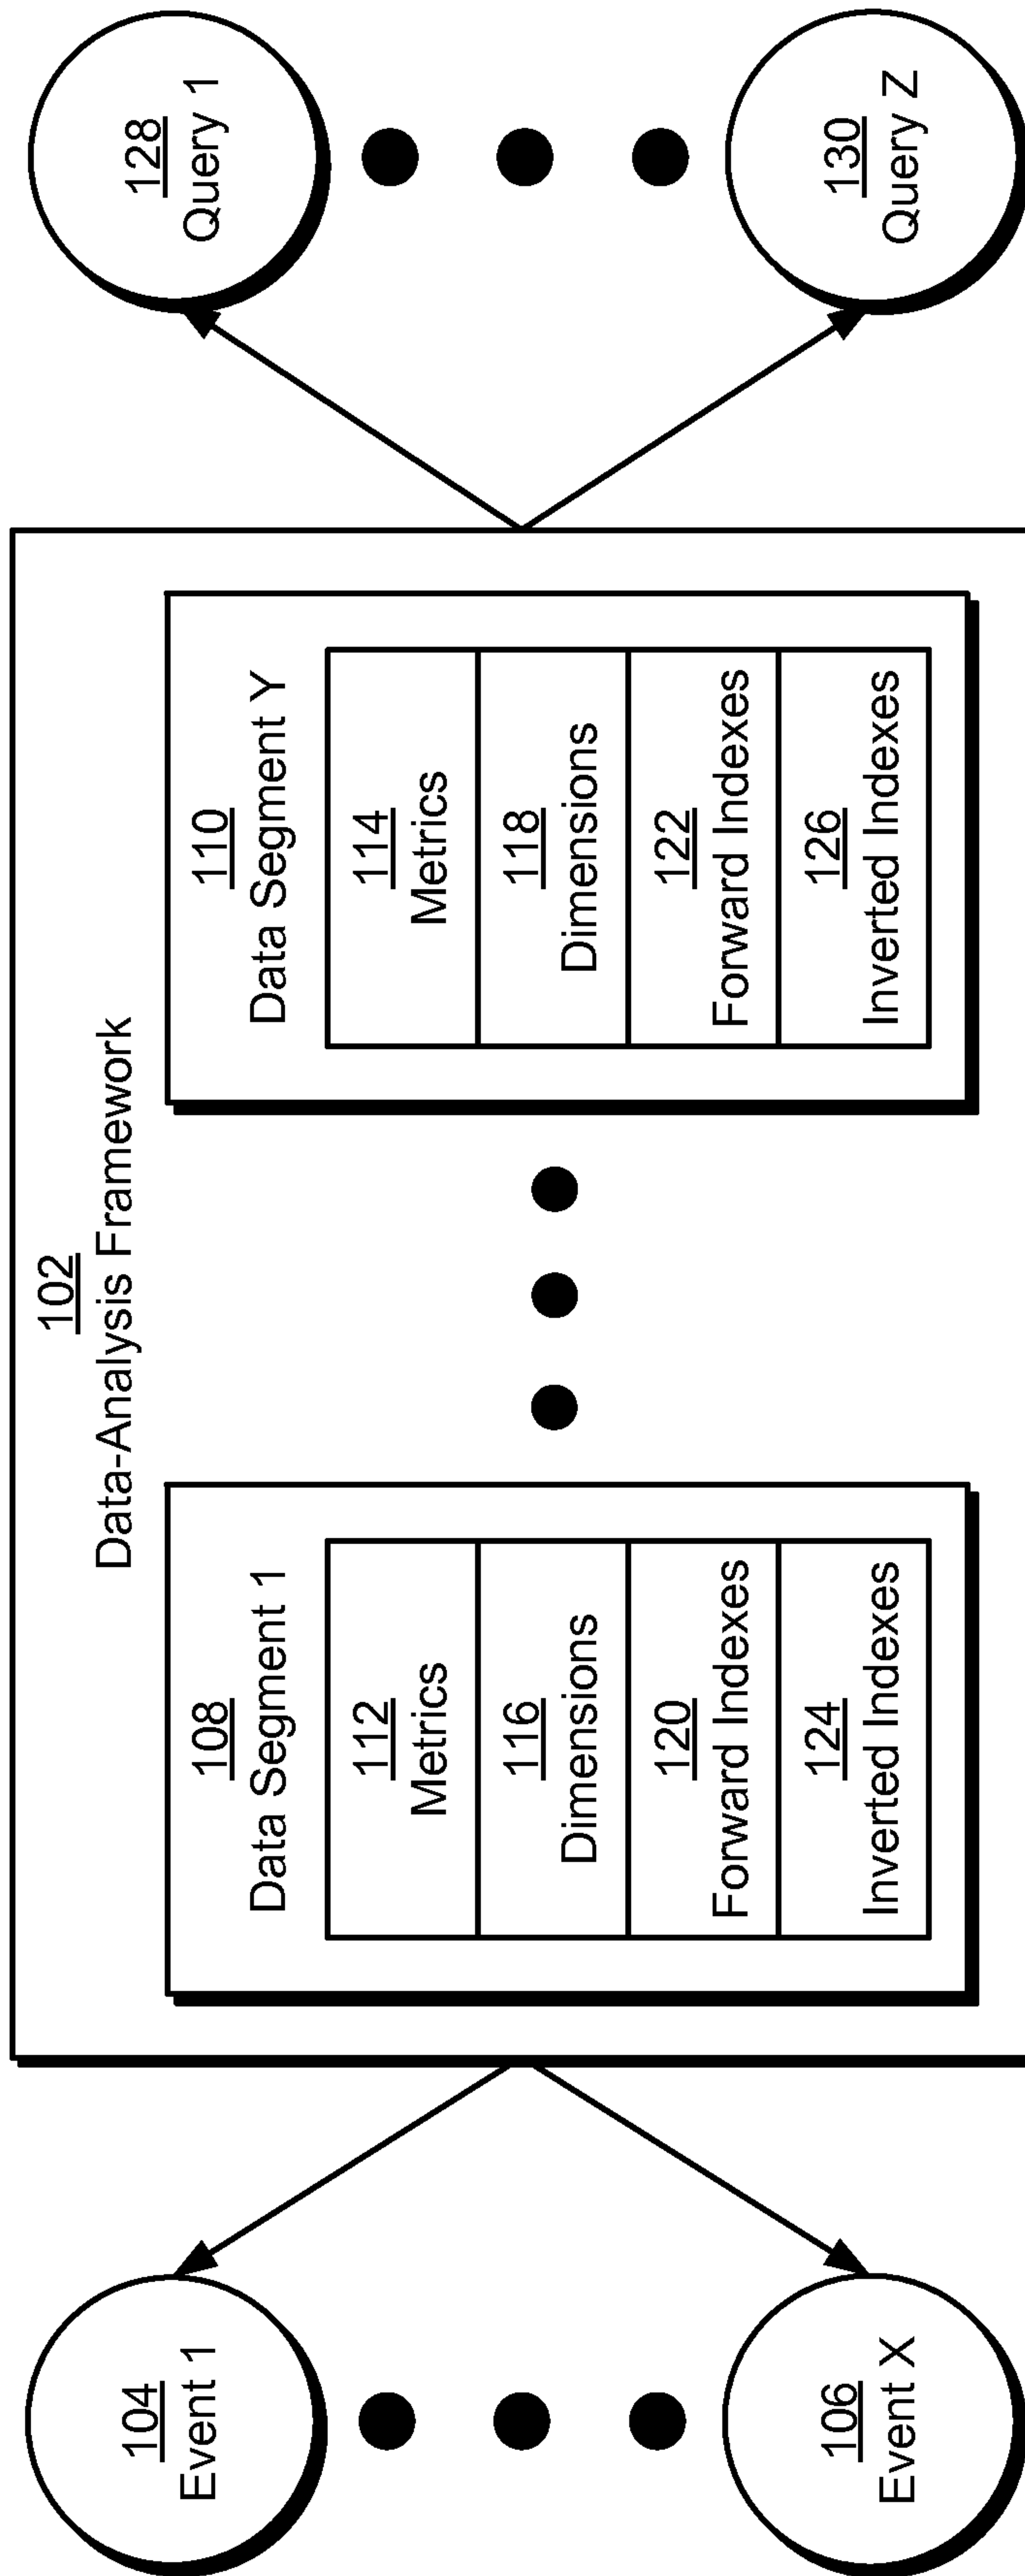 102
Data-Analysis Framework
104
Event 1
106
Event X
108
Data Segment 1
112
Metrics
116
Dimensions
120
Forward Indexes
124
Inverted Indexes
110
Data Segment Y
114
Metrics
118
Dimensions
122
Forward Indexes
126
Inverted Indexes
128
Query 1
130
Query Z